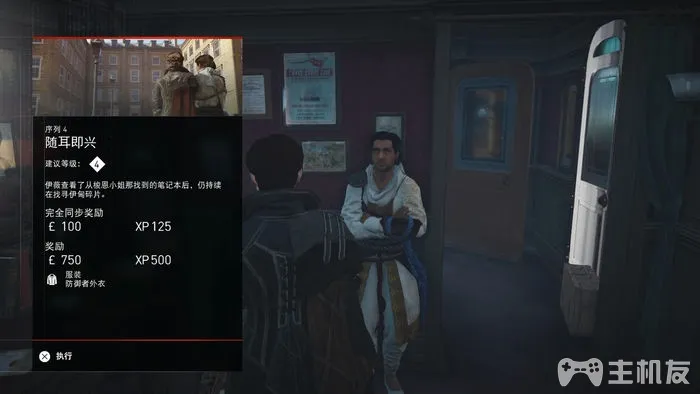 序列 4
随耳即兴
建议等级： 4
伊薇查看了从梭恩小姐那找到的笔记本后，仍持续
在找寻伊甸碎片。
完全同步奖励
￡ 100 XP 125
奖励
￡ 750 XP 500
服装
防御者外衣
执行
主机友